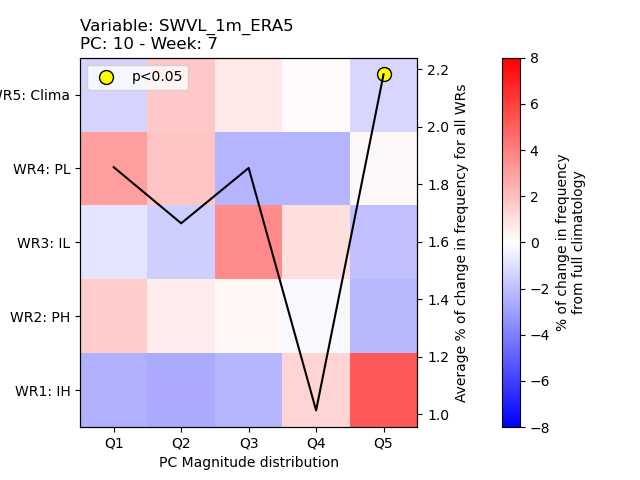 Variable: SWVL_1m_ERA5
PC: 10 - Week: 7
p<0.05
WR5: Clima
WR4: PL
WR3: IL
WR2: PH
WR1: IH
Q1 Q2 Q3 Q4 Q5
PC Magnitude distribution
2.2
2.0
1.8
1.6
1.4
1.2
1.0
Average % of change in frequency for all WRs
8
6
4
2
0
−2
−4
−6
−8
% of change in frequency
from full climatology